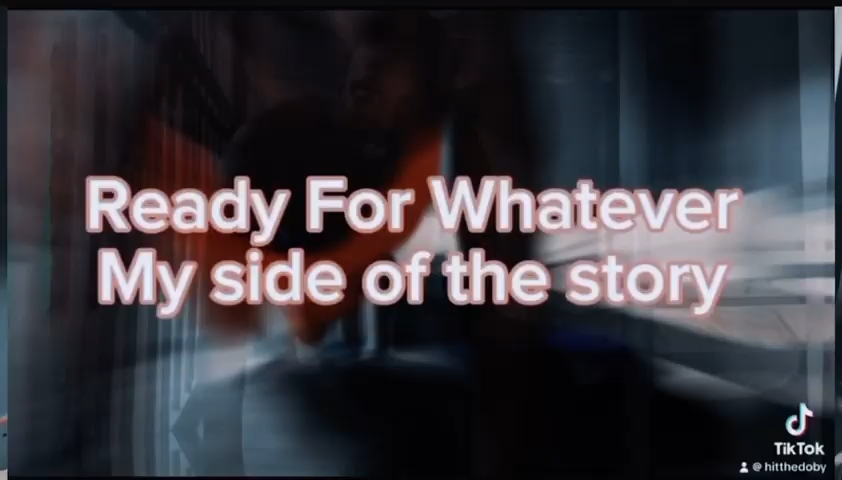 Ready For Whatever
My side of the story
TikTok
@hitthedoby